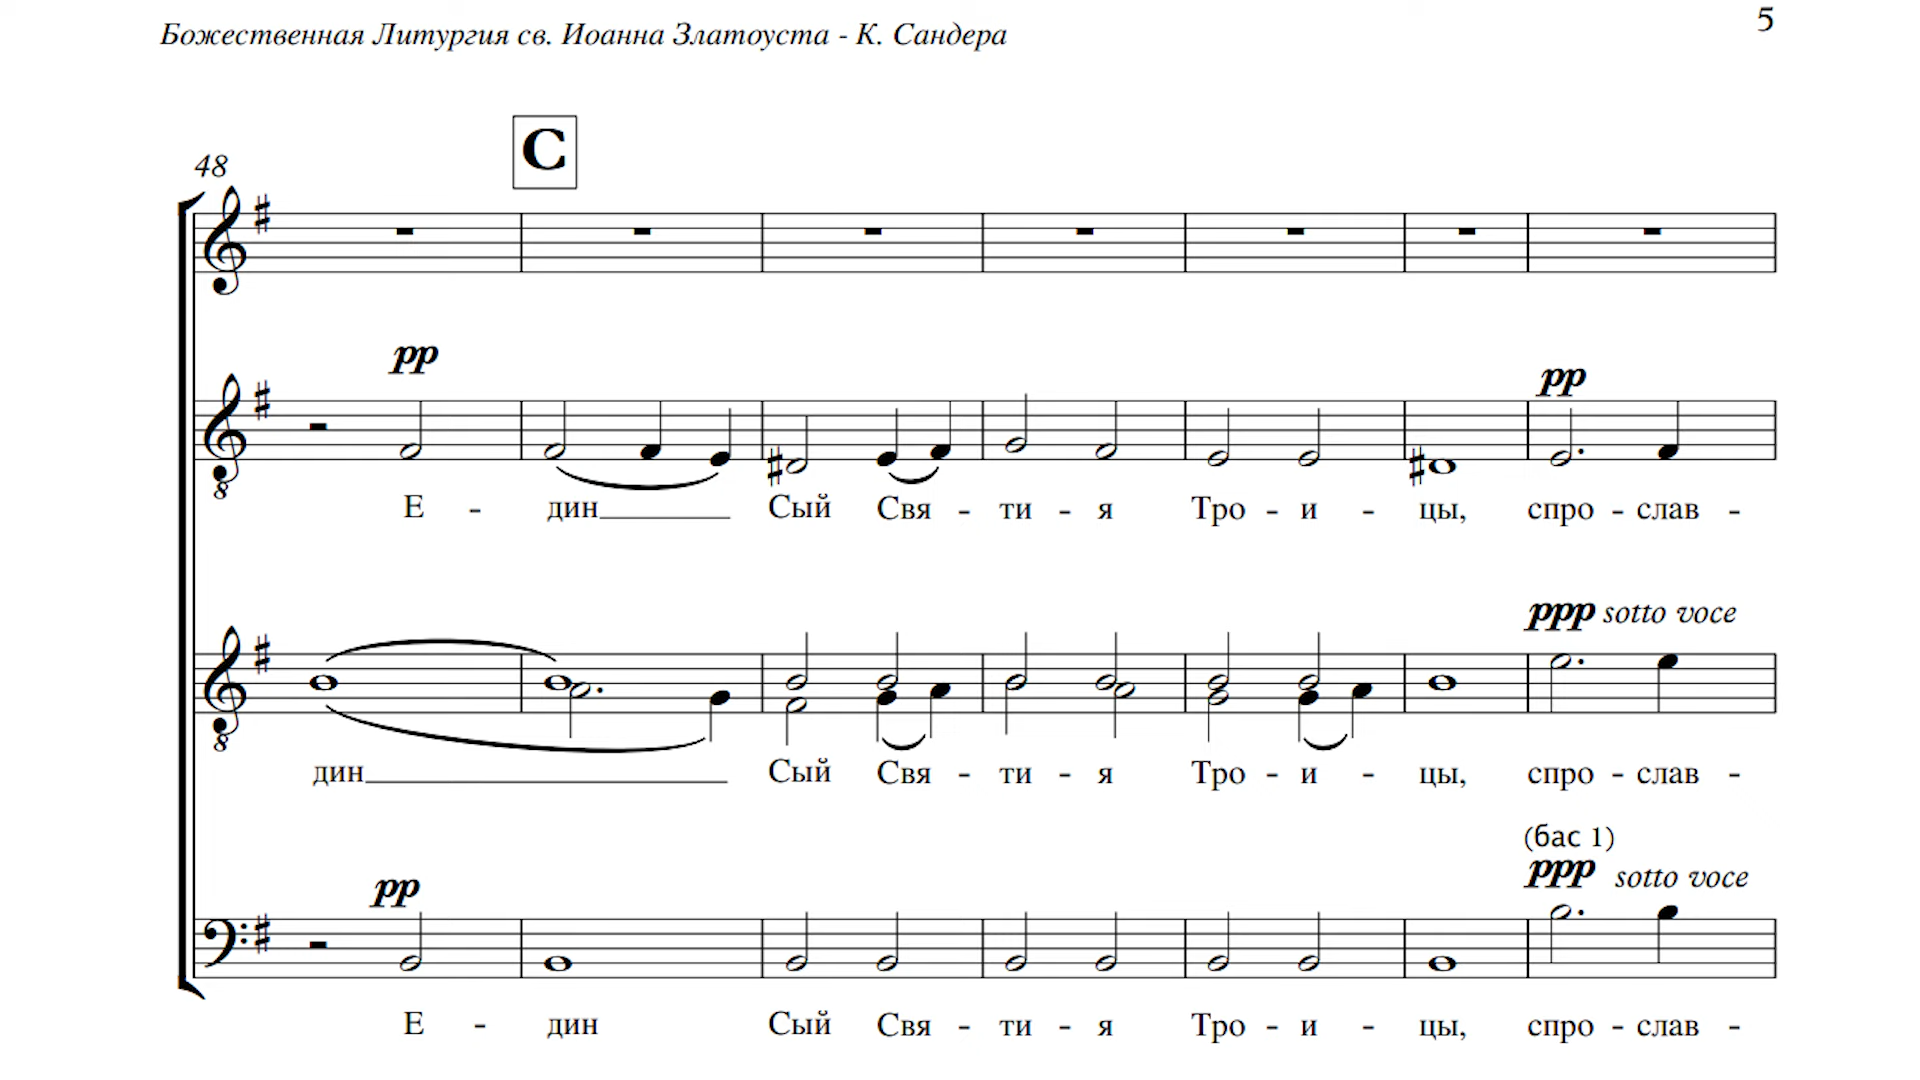 Божественная Литургия св. Иоанна Златоуста - К. Сандера
5
C
48
pp
pp
8
Е - дин Сый Свя - ти - я Тро - и - цы, спро - слав -
ppp sotto voce
8
дин Сый Свя - ти - я Тро - и - цы, спро - слав -
(бас 1)
pp
ppp sotto voce
Е - дин Сый Свя - ти - я Тро - и - цы, спро - слав -